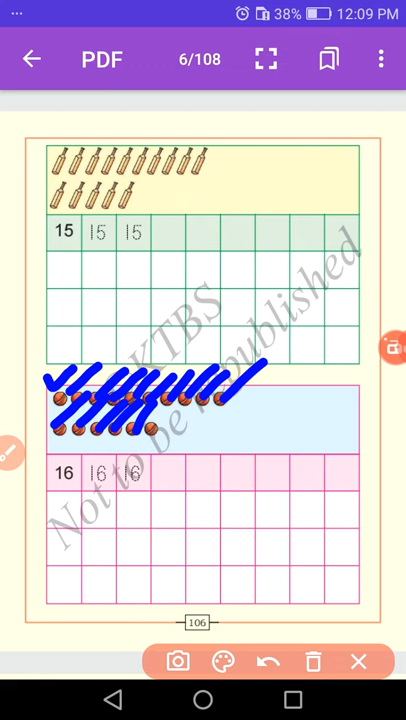 ... 38% 12:09 PM
PDF 6/108
15 15 15
16 16 16
© KTBS
Not to be republished
106